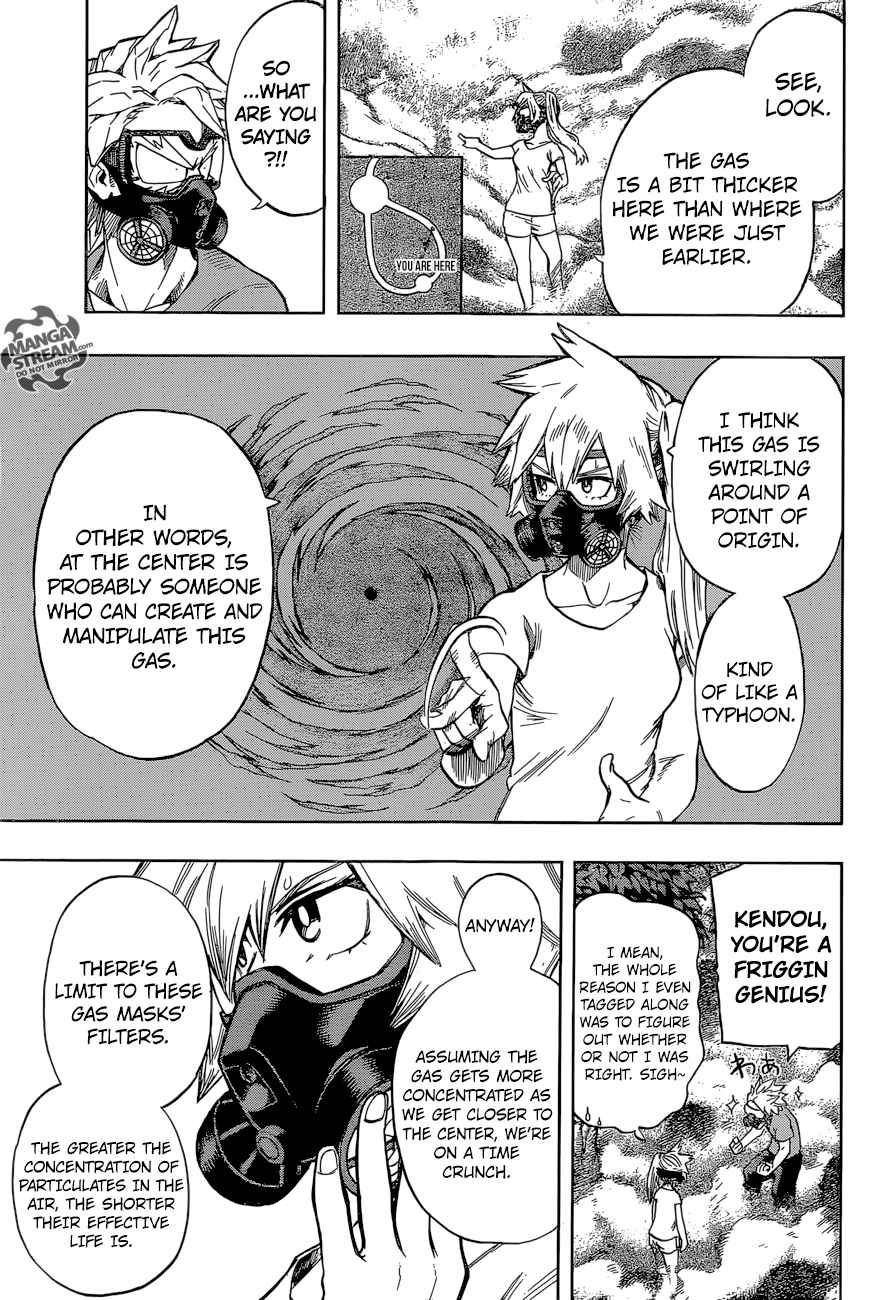 SEE,
LOOK.
THE GAS
IS A BIT THICKER
HERE THAN WHERE
WE WERE JUST
EARLIER.
YOU ARE HERE
SO
...WHAT
ARE YOU
SAYING
?!!
MANGA
STREAM.com
DO NOT MIRROR
I THINK
THIS GAS IS
SWIRLING
AROUND A
POINT OF
ORIGIN.
KIND
OF LIKE A
TYPHOON.
IN
OTHER WORDS,
AT THE CENTER IS
PROBABLY SOMEONE
WHO CAN CREATE AND
MANIPULATE THIS
GAS.
KENDOU,
YOU'RE A
FRIGGIN
GENIUS!
わぁ
I MEAN,
THE WHOLE
REASON I EVEN
TAGGED ALONG
WAS TO FIGURE
OUT WHETHER
OR NOT I WAS
RIGHT. SIGH~
ANYWAY!
ASSUMING THE
GAS GETS MORE
CONCENTRATED AS
WE GET CLOSER TO
THE CENTER, WE'RE
ON A TIME
CRUNCH.
THERE'S A
LIMIT TO THESE
GAS MASKS'
FILTERS.
THE GREATER THE
CONCENTRATION OF
PARTICULATES IN THE
AIR, THE SHORTER
THEIR EFFECTIVE
LIFE IS.